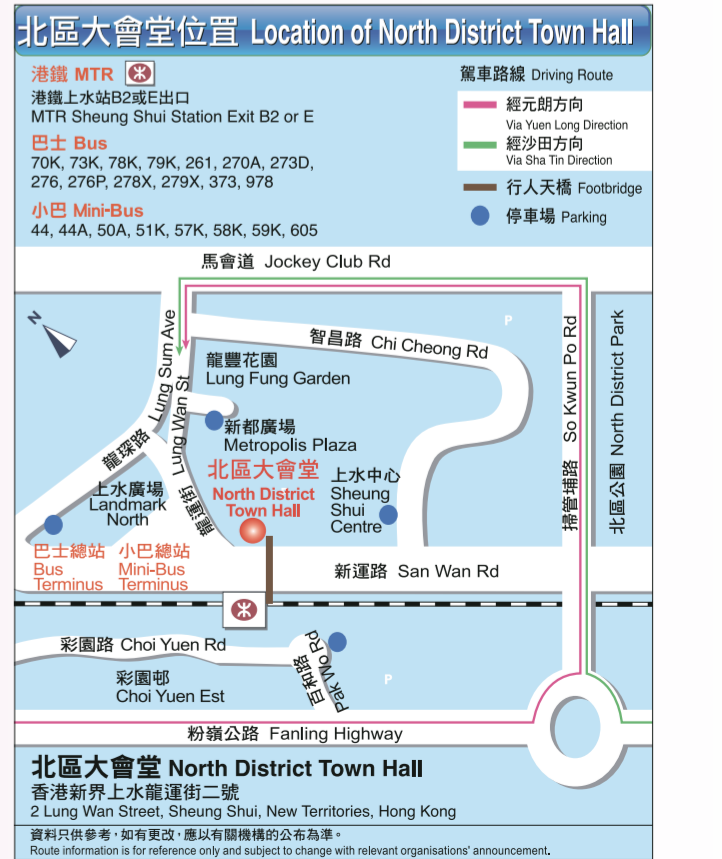 北區大會堂位置 Location of North District Town Hall
港鐵 MTR
港鐵上水站B2或E出口
MTR Sheung Shui Station Exit B2 or E
巴士 Bus
70K, 73K, 78K, 79K, 261, 270A, 273D,
276, 276P, 278X, 279X, 373, 978
小巴 Mini-Bus
44, 44A, 50A, 51K, 57K, 58K, 59K, 605
駕車路線 Driving Route
經元朗方向
Via Yuen Long Direction
經沙田方向
Via Sha Tin Direction
行人天橋 Footbridge
停車場 Parking
馬會道 Jockey Club Rd
N
P
智昌路 Chi Cheong Rd
龍琛路 Lung Sum Ave
龍運街 Lung Wan St
龍豐花園
Lung Fung Garden
新都廣場
Metropolis Plaza
掃管埔路 So Kwun Po Rd
北區公園 North District Park
上水廣場
Landmark
North
北區大會堂
North District
Town Hall
上水中心
Sheung
Shui
Centre
巴士總站
Bus
Terminus
小巴總站
Mini-Bus
Terminus
新運路 San Wan Rd
彩園路 Choi Yuen Rd
百和路 Pak Wo Rd
彩園邨
Choi Yuen Est
P
粉嶺公路 Fanling Highway
北區大會堂 North District Town Hall
香港新界上水龍運街二號
2 Lung Wan Street, Sheung Shui, New Territories, Hong Kong
資料只供參考，如有更改，應以有關機構的公布為準。
Route information is for reference only and subject to change with relevant organisations' announcement.